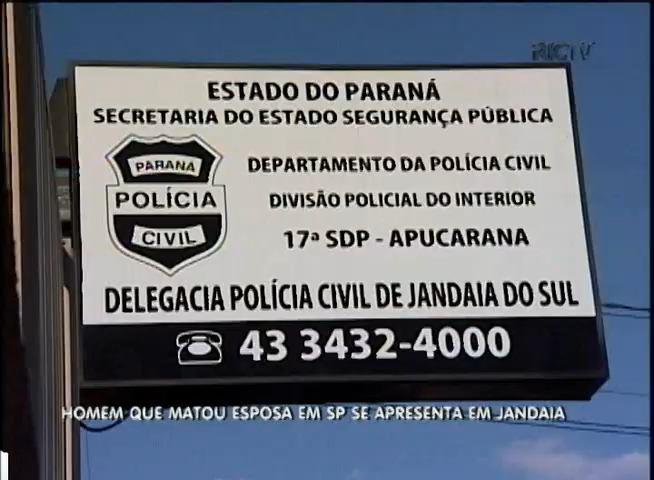 RICTV
ESTADO DO PARANÁ
SECRETARIA DO ESTADO SEGURANÇA PÚBLICA
PARANÁ
POLÍCIA
CIVIL
DEPARTAMENTO DA POLÍCIA CIVIL
DIVISÃO POLICIAL DO INTERIOR
17ª SDP - APUCARANA
DELEGACIA POLÍCIA CIVIL DE JANDAIA DO SUL
43 3432-4000
HOMEM QUE MATOU ESPOSA EM SP SE APRESENTA EM JANDAIA